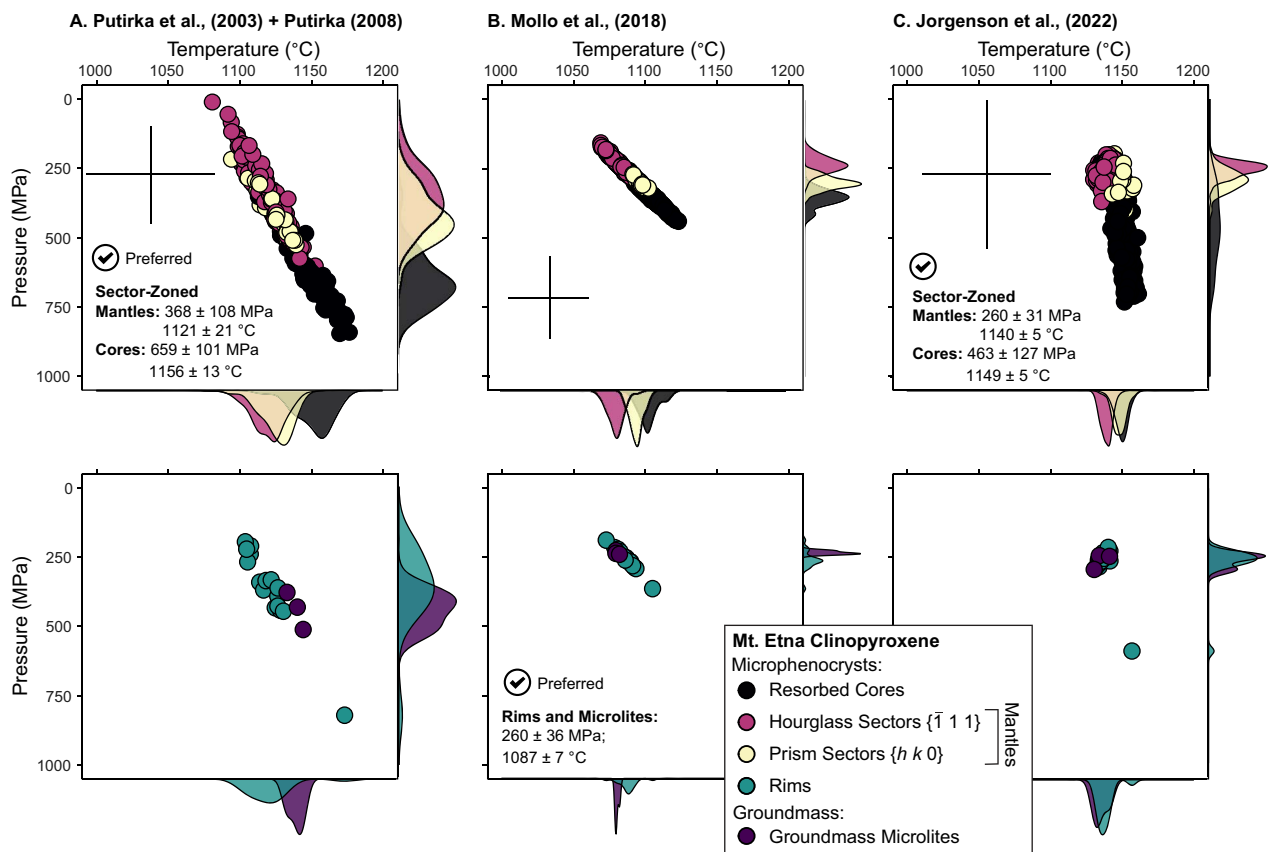 A. Putirka et al., (2003) + Putirka (2008)
Temperature (°C)
1000 1050 1100 1150 1200
Pressure (MPa)
0
250
500
750
1000
Preferred
Sector-Zoned
Mantles: 368 ± 108 MPa
1121 ± 21 °C
Cores: 659 ± 101 MPa
1156 ± 13 °C
B. Mollo et al., (2018)
Temperature (°C)
1000 1050 1100 1150 1200
C. Jorgenson et al., (2022)
Temperature (°C)
1000 1050 1100 1150 1200
Sector-Zoned
Mantles: 260 ± 31 MPa
1140 ± 5 °C
Cores: 463 ± 127 MPa
1149 ± 5 °C
Pressure (MPa)
0
250
500
750
1000
Preferred
Rims and Microlites:
260 ± 36 MPa;
1087 ± 7 °C
Mt. Etna Clinopyroxene
Microphenocrysts:
Resorbed Cores
Hourglass Sectors {1̅ 1 1}
Prism Sectors {h k 0}
Mantles
Rims
Groundmass:
Groundmass Microlites